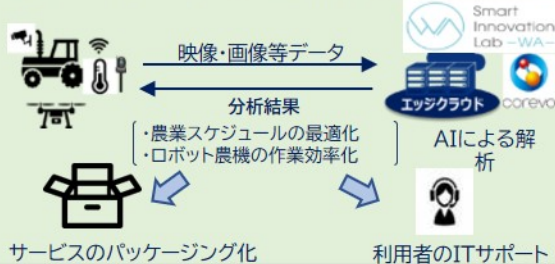 Smart
Innovation
Lab -WA-
映像・画像等データ
分析結果
エッジクラウド
corevo
・農業スケジュールの最適化
・ロボット農機の作業効率化
AIによる解
析
サービスのパッケージング化
利用者のITサポート